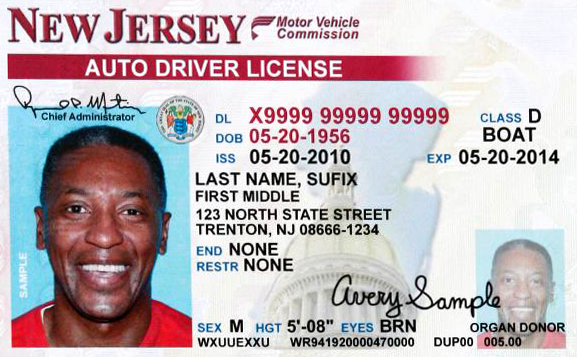 NEW JERSEY Motor Vehicle Commission
AUTO DRIVER LICENSE
Chief Administrator
DL X9999 99999 99999 CLASS D
DOB 05-20-1956 BOAT
ISS 05-20-2010 EXP 05-20-2014
LAST NAME, SUFIX
FIRST MIDDLE
123 NORTH STATE STREET
TRENTON, NJ 08666-1234
END NONE
RESTR NONE
SAMPLE
Avery Sample
SEX M HGT 5'-08" EYES BRN ORGAN DONOR
WXUUEXXU WR941920000470000 DUP00 005.00